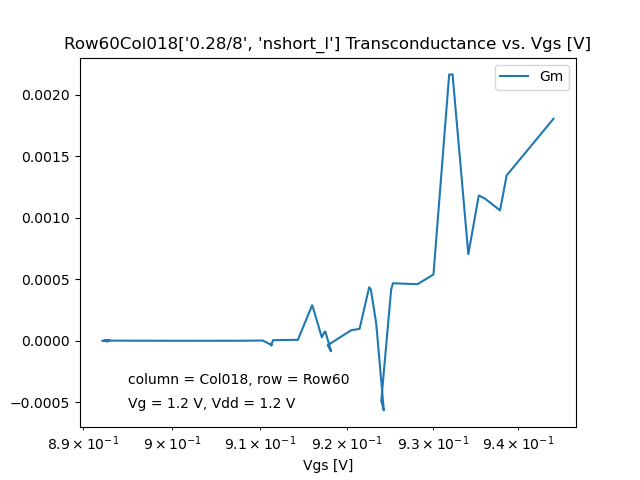 Row60Col018['0.28/8', 'nshort_l'] Transconductance vs. Vgs [V]
Gm
0.0020
0.0015
0.0010
0.0005
0.0000
−0.0005
column = Col018, row = Row60
Vg = 1.2 V, Vdd = 1.2 V
8.9 × 10⁻¹ 9 × 10⁻¹ 9.1 × 10⁻¹ 9.2 × 10⁻¹ 9.3 × 10⁻¹ 9.4 × 10⁻¹
Vgs [V]